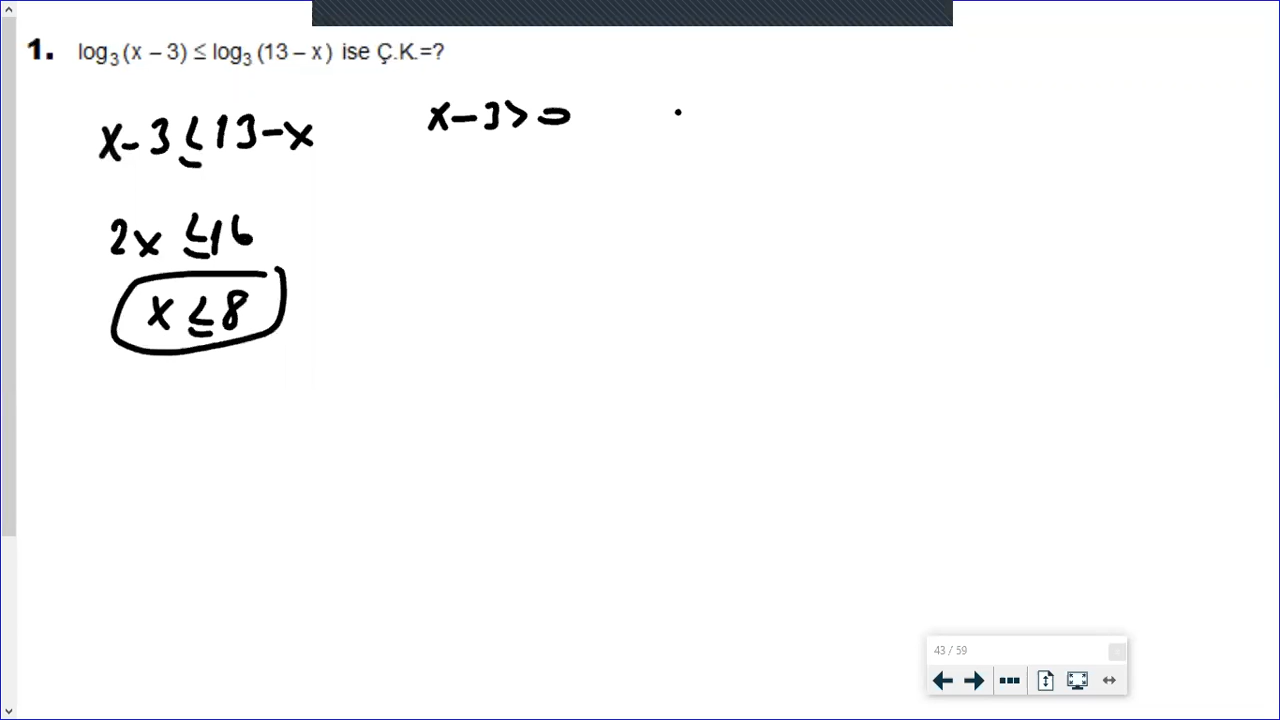 1. log₃(x – 3) ≤ log₃(13 – x) ise Ç.K.=?
x-3 ≤ 13-x
x-3>0
2x ≤16
x ≤ 8
43 / 59